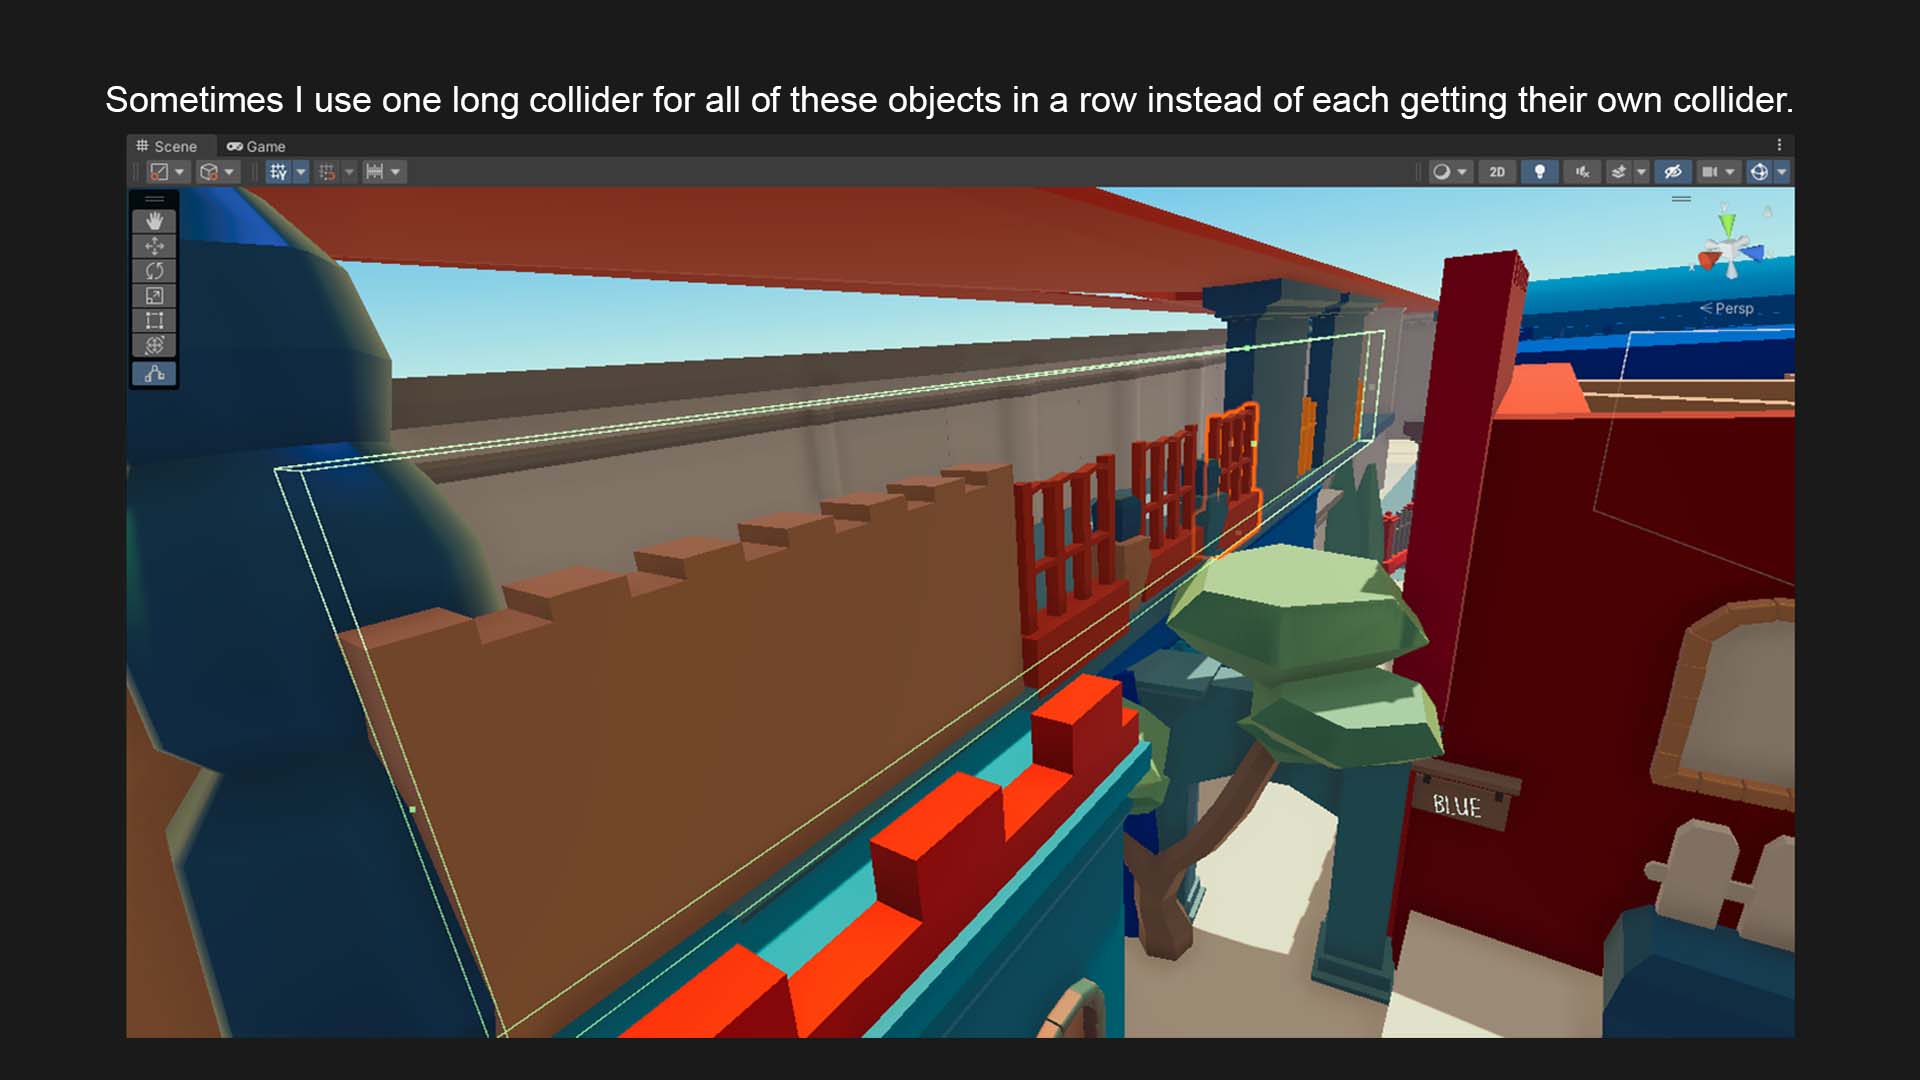 Sometimes I use one long collider for all of these objects in a row instead of each getting their own collider.
Scene Game
2D
Persp
BLUE